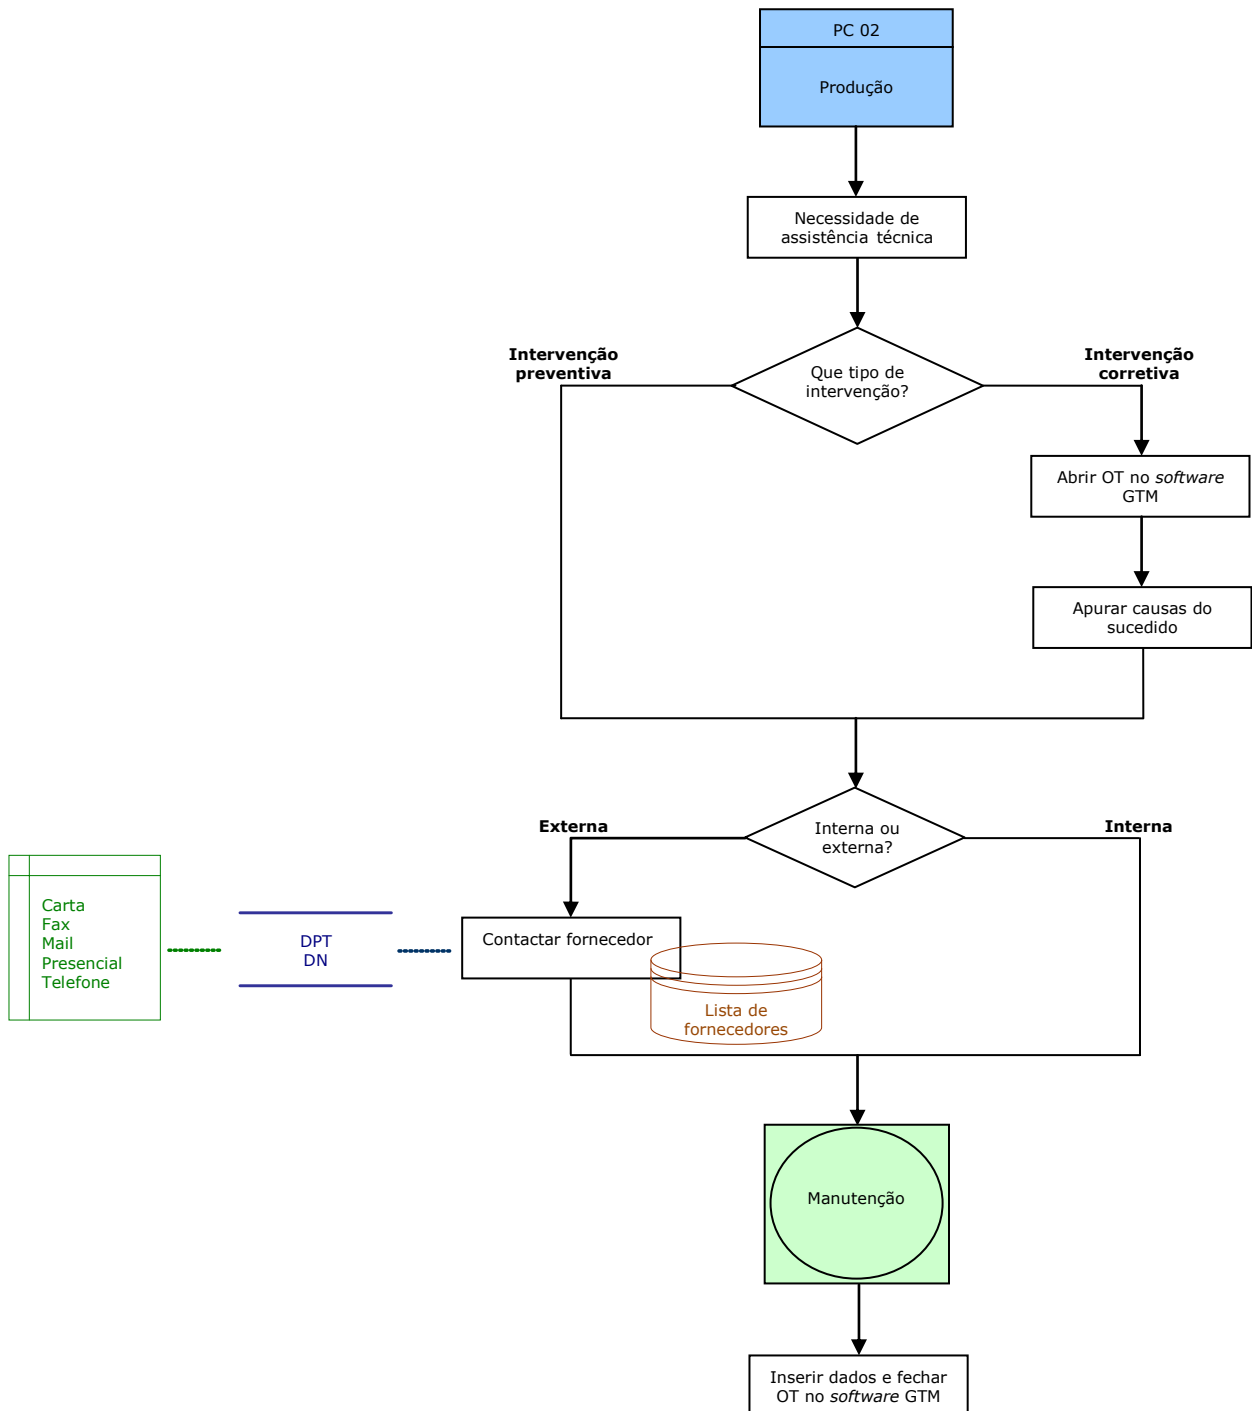 PC 02
Produção
Necessidade de
assistência técnica
Que tipo de
intervenção?
Intervenção
preventiva
Intervenção
corretiva
Abrir OT no software
GTM
Apurar causas do
sucedido
Interna ou
externa?
Externa
Interna
Carta
Fax
Mail
Presencial
Telefone
DPT
DN
Contactar fornecedor
Lista de
fornecedores
Manutenção
Inserir dados e fechar
OT no software GTM